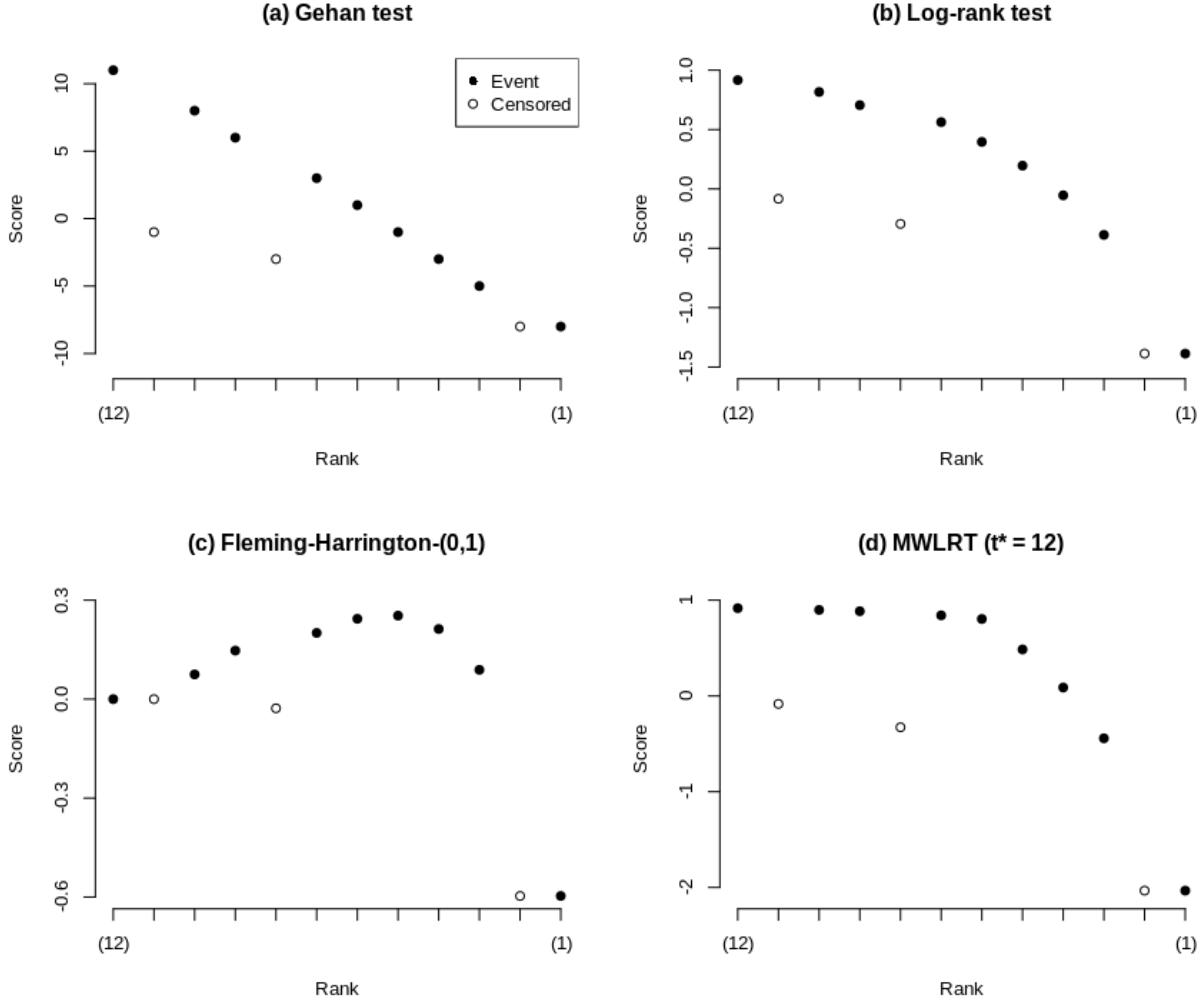 (a) Gehan test
Event
Censored
10
5
0
-5
-10
Score
(12)
(1)
Rank
(b) Log-rank test
1.0
0.5
0.0
-0.5
-1.0
-1.5
Score
(12)
(1)
Rank
(c) Fleming-Harrington-(0,1)
0.3
0.0
-0.3
-0.6
Score
(12)
(1)
Rank
(d) MWLRT (t* = 12)
1
0
-1
-2
Score
(12)
(1)
Rank